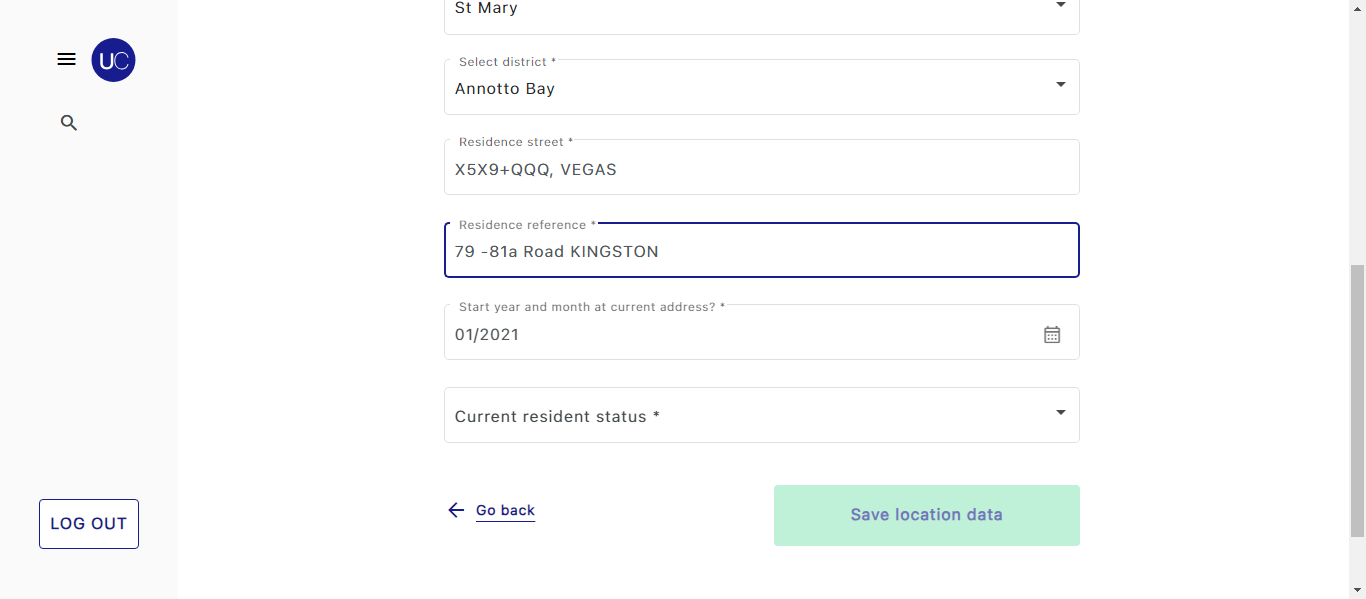 St Mary
UC
Select district *
Annotto Bay
Residence street *
X5X9+QQQ, VEGAS
Residence reference *
79 -81a Road KINGSTON
Start year and month at current address? *
01/2021
Current resident status *
Go back
Save location data
LOG OUT